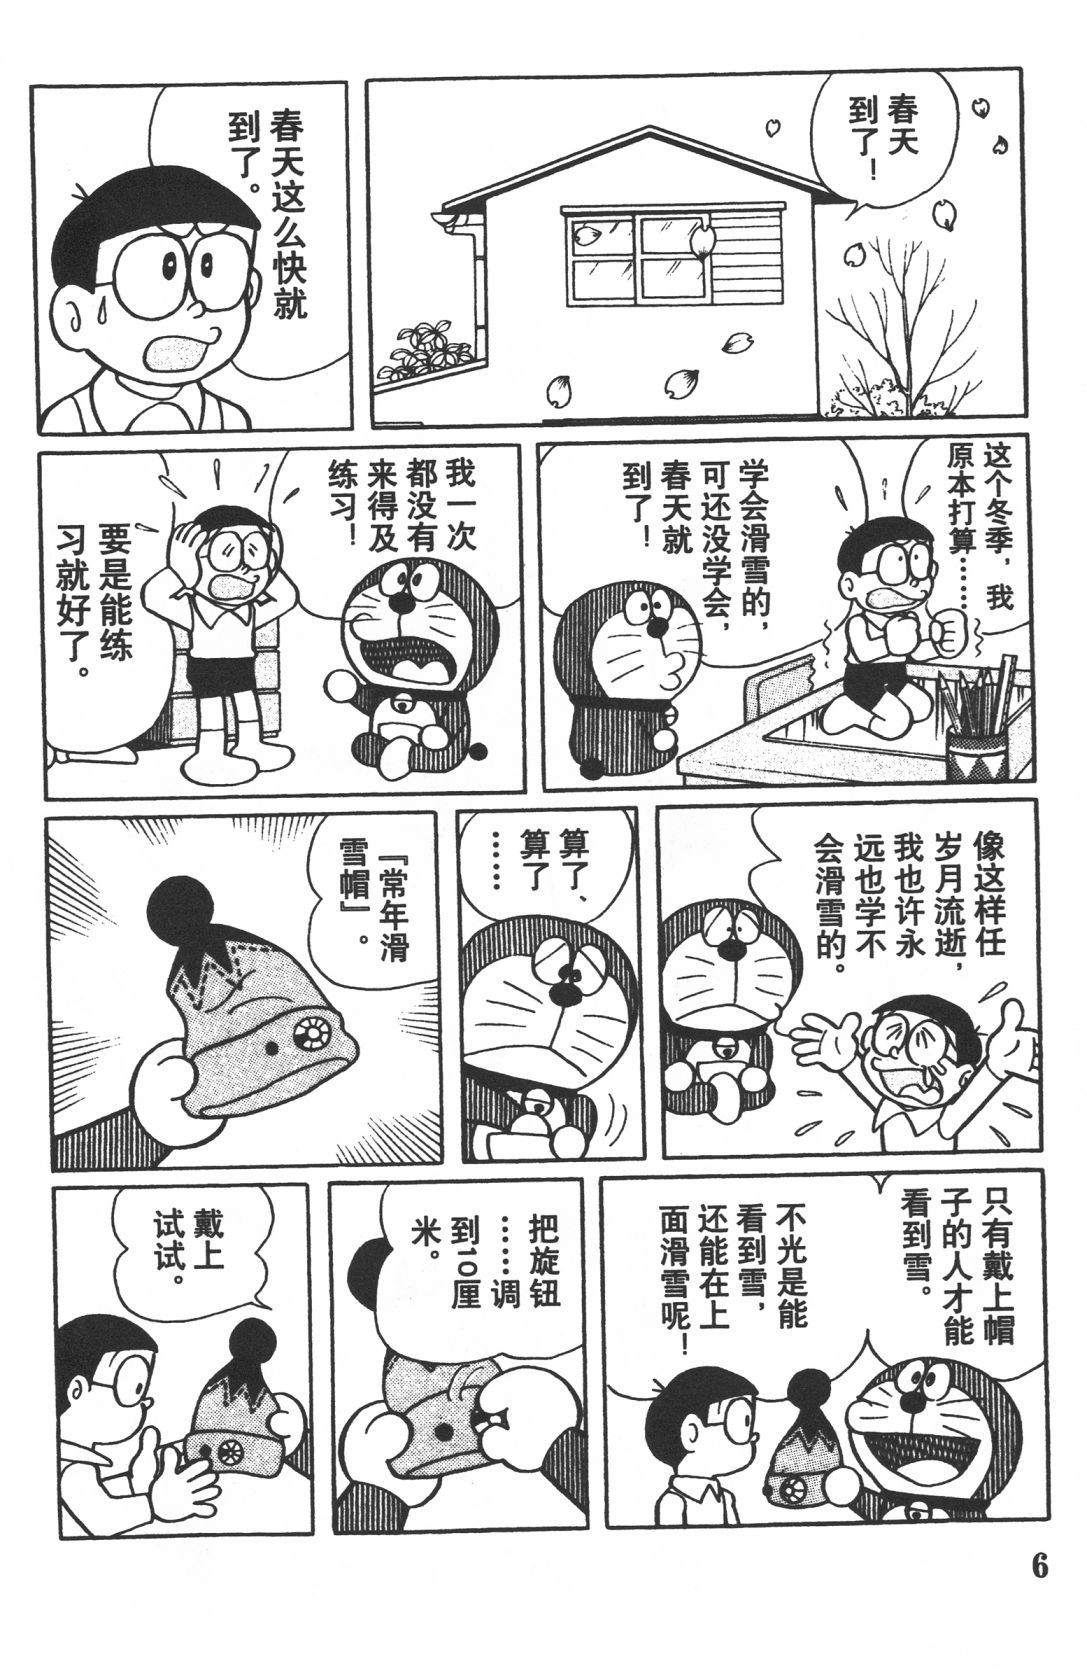 春天
到了！
春天这么快就
到了。
这个冬季，我
原本打算……
学会滑雪的，
可还没学会，
春天就
到了！
我一次
都没有
来得及
练习！
要是能练
习就好了。
像这样任
岁月流逝，
我也许永
远也学不
会滑雪的。
算了、
算了
……
『常年滑
雪帽』。
只有戴上帽
子的人才能
看到雪。
不光是能
看到雪，
还能在上
面滑雪呢！
把旋钮
……调
到10厘
米。
戴上
试试。
6